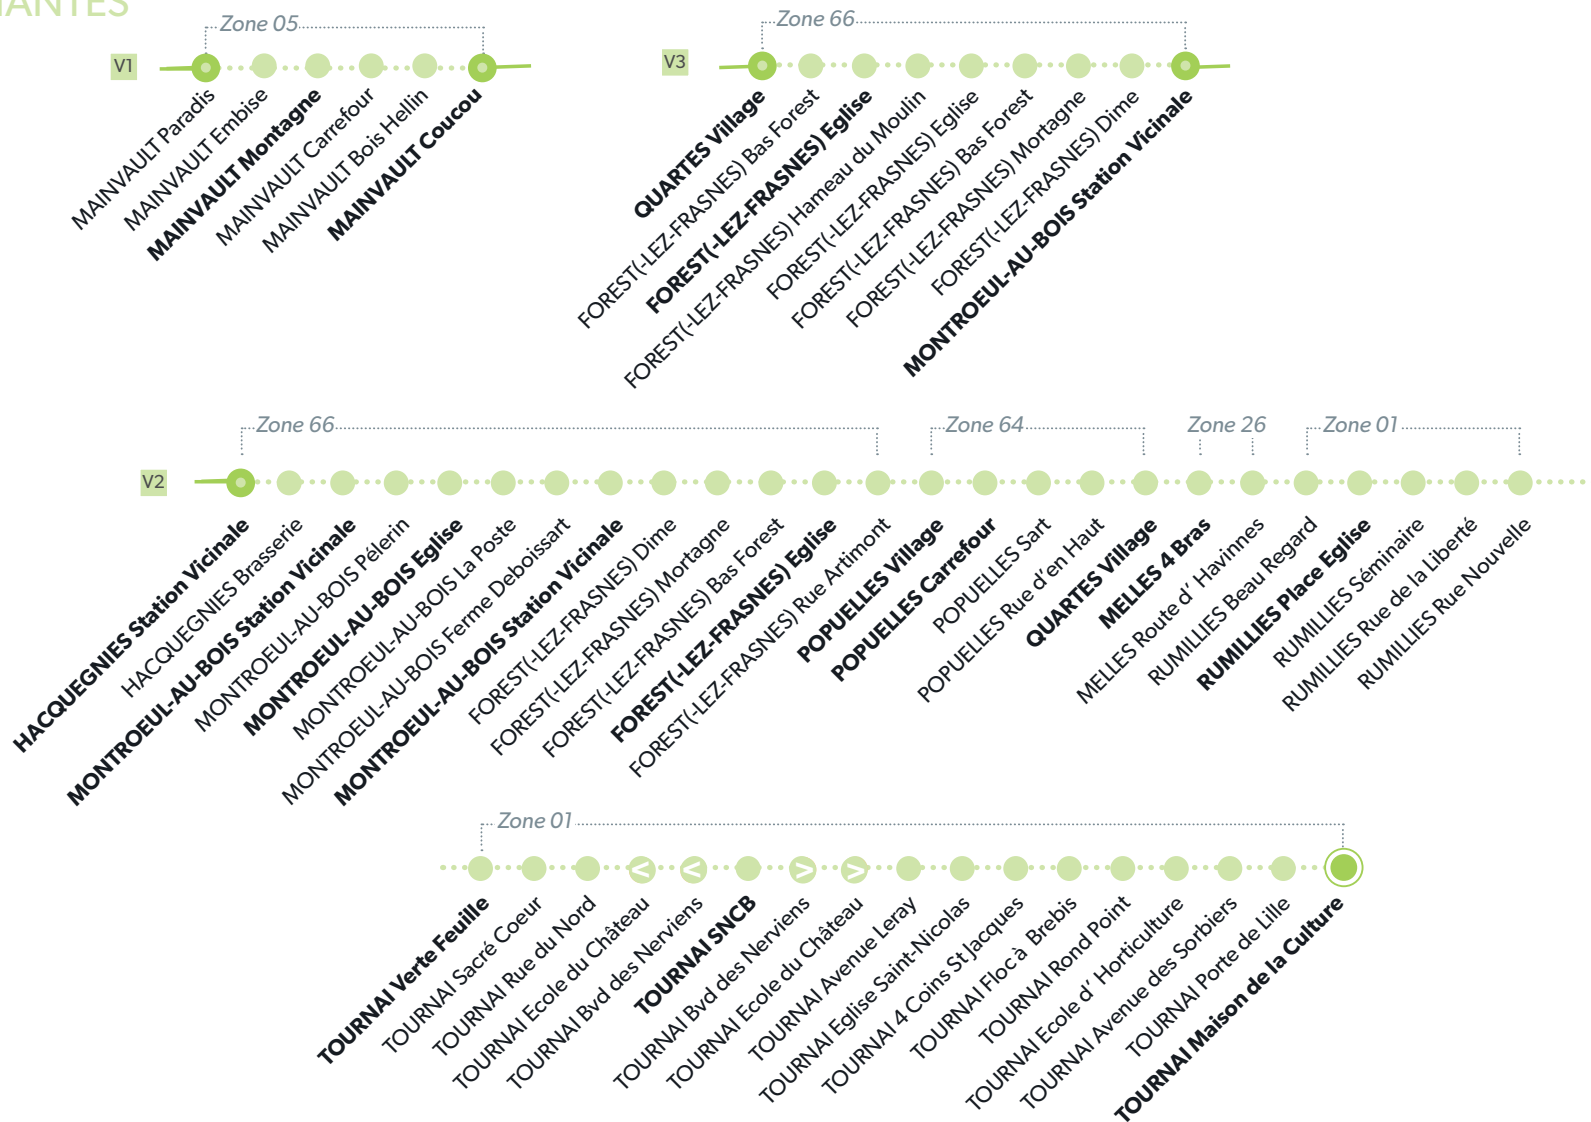 Zone 05
V1
MAINVAULT Paradis
MAINVAULT Embise
MAINVAULT Montagne
MAINVAULT Carrefour
MAINVAULT Bois Hellin
MAINVAULT Coucou
Zone 66
V3
QUARTES Village
FOREST(-LEZ-FRASNES) Bas Forest
FOREST(-LEZ-FRASNES) Eglise
FOREST(-LEZ-FRASNES) Hameau du Moulin
FOREST(-LEZ-FRASNES) Eglise
FOREST(-LEZ-FRASNES) Bas Forest
FOREST(-LEZ-FRASNES) Mortagne
FOREST(-LEZ-FRASNES) Dime
MONTROEUL-AU-BOIS Station Vicinale
Zone 66
Zone 64
Zone 26
Zone 01
V2
HACQUEGNIES Station Vicinale
HACQUEGNIES Brasserie
MONTROEUL-AU-BOIS Station Vicinale
MONTROEUL-AU-BOIS Pélerin
MONTROEUL-AU-BOIS Eglise
MONTROEUL-AU-BOIS La Poste
MONTROEUL-AU-BOIS Ferme Deboissart
MONTROEUL-AU-BOIS Station Vicinale
FOREST(-LEZ-FRASNES) Dime
FOREST(-LEZ-FRASNES) Mortagne
FOREST(-LEZ-FRASNES) Bas Forest
FOREST(-LEZ-FRASNES) Eglise
FOREST(-LEZ-FRASNES) Rue Artimont
POPUELLES Village
POPUELLES Carrefour
POPUELLES Sart
POPUELLES Rue d'en Haut
QUARTES Village
MELLES 4 Bras
MELLES Route d' Havinnes
RUMILLIES Beau Regard
RUMILLIES Place Eglise
RUMILLIES Séminaire
RUMILLIES Rue de la Liberté
RUMILLIES Rue Nouvelle
Zone 01
< < > >
TOURNAI Verte Feuille
TOURNAI Sacré Coeur
TOURNAI Rue du Nord
TOURNAI Ecole du Château
TOURNAI Bvd des Nerviens
TOURNAI SNCB
TOURNAI Bvd des Nerviens
TOURNAI Ecole du Château
TOURNAI Avenue Leray
TOURNAI Eglise Saint-Nicolas
TOURNAI 4 Coins St Jacques
TOURNAI Floc à Brebis
TOURNAI Rond Point
TOURNAI Ecole d' Horticulture
TOURNAI Avenue des Sorbiers
TOURNAI Porte de Lille
TOURNAI Maison de la Culture